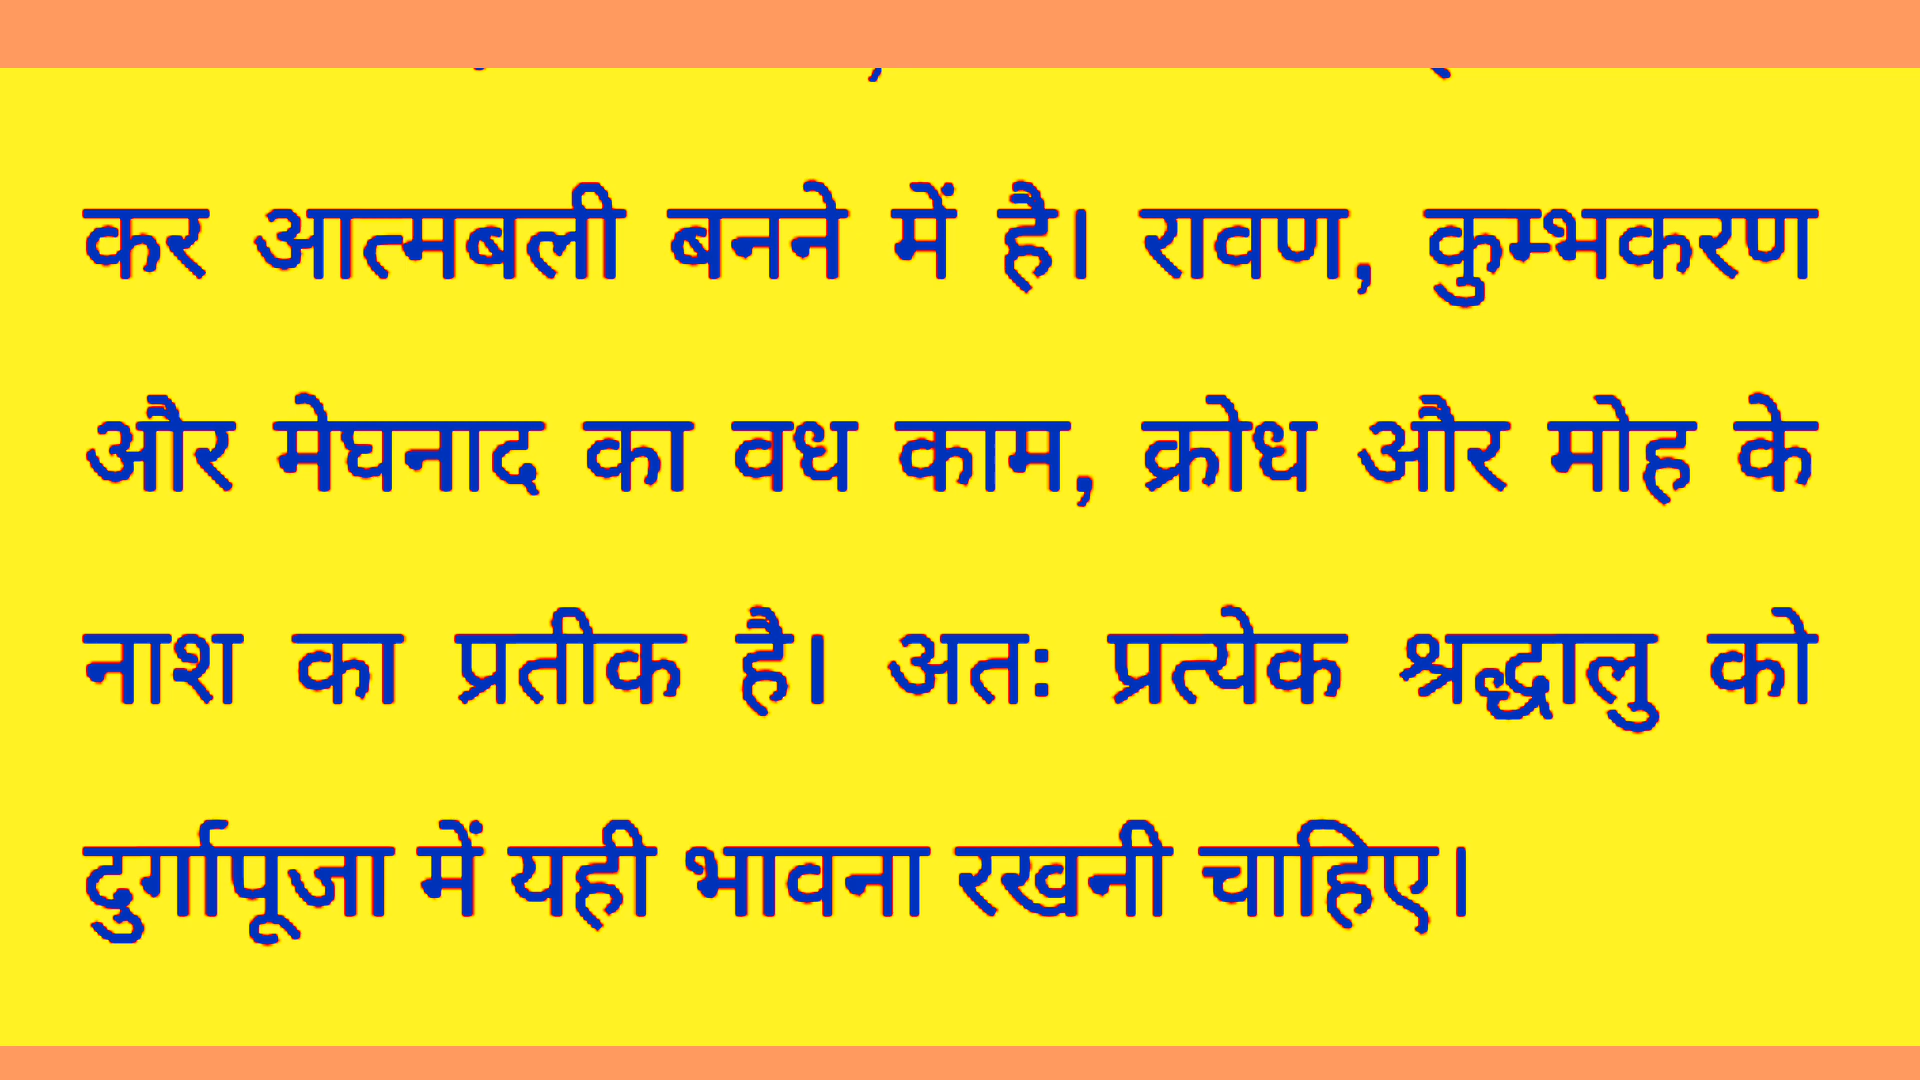 कर आत्मबली बनने में है। रावण, कुम्भकरण
और मेघनाद का वध काम, क्रोध और मोह के
नाश का प्रतीक है। अतः प्रत्येक श्रद्धालु को
दुर्गापूजा में यही भावना रखनी चाहिए।